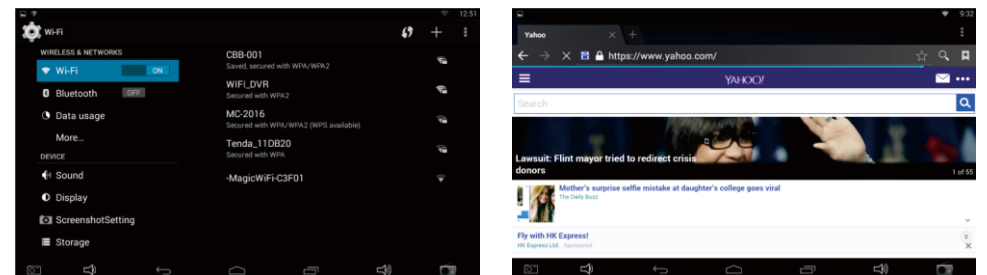 12:51
Wi-Fi
WIRELESS & NETWORKS
Wi-Fi ON
Bluetooth OFF
Data usage
More...
DEVICE
Sound
Display
ScreenshotSetting
Storage
CBB-001
Saved, secured with WPA/WPA2
WIFI_DVR
Secured with WPA2
MC-2016
Secured with WPA/WPA2 (WPS available)
Tenda_11DB20
Secured with WPA
-MagicWiFi-C3F01
9:32
Yahoo
https://www.yahoo.com/
YAHOO!
Search
Lawsuit: Flint mayor tried to redirect crisis
donors
1 of 55
Mother's surprise selfie mistake at daughter's college goes viral
The Daily Buzz
Fly with HK Express!
HK Express Ltd. Sponsored